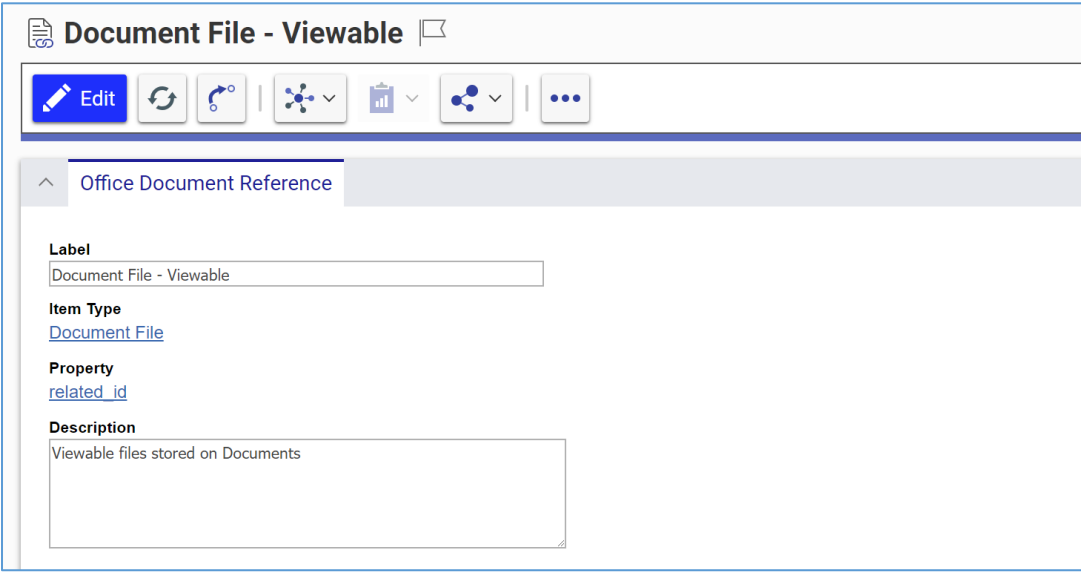 Document File - Viewable
Edit
Office Document Reference
Label
Document File - Viewable
Item Type
Document File
Property
related_id
Description
Viewable files stored on Documents